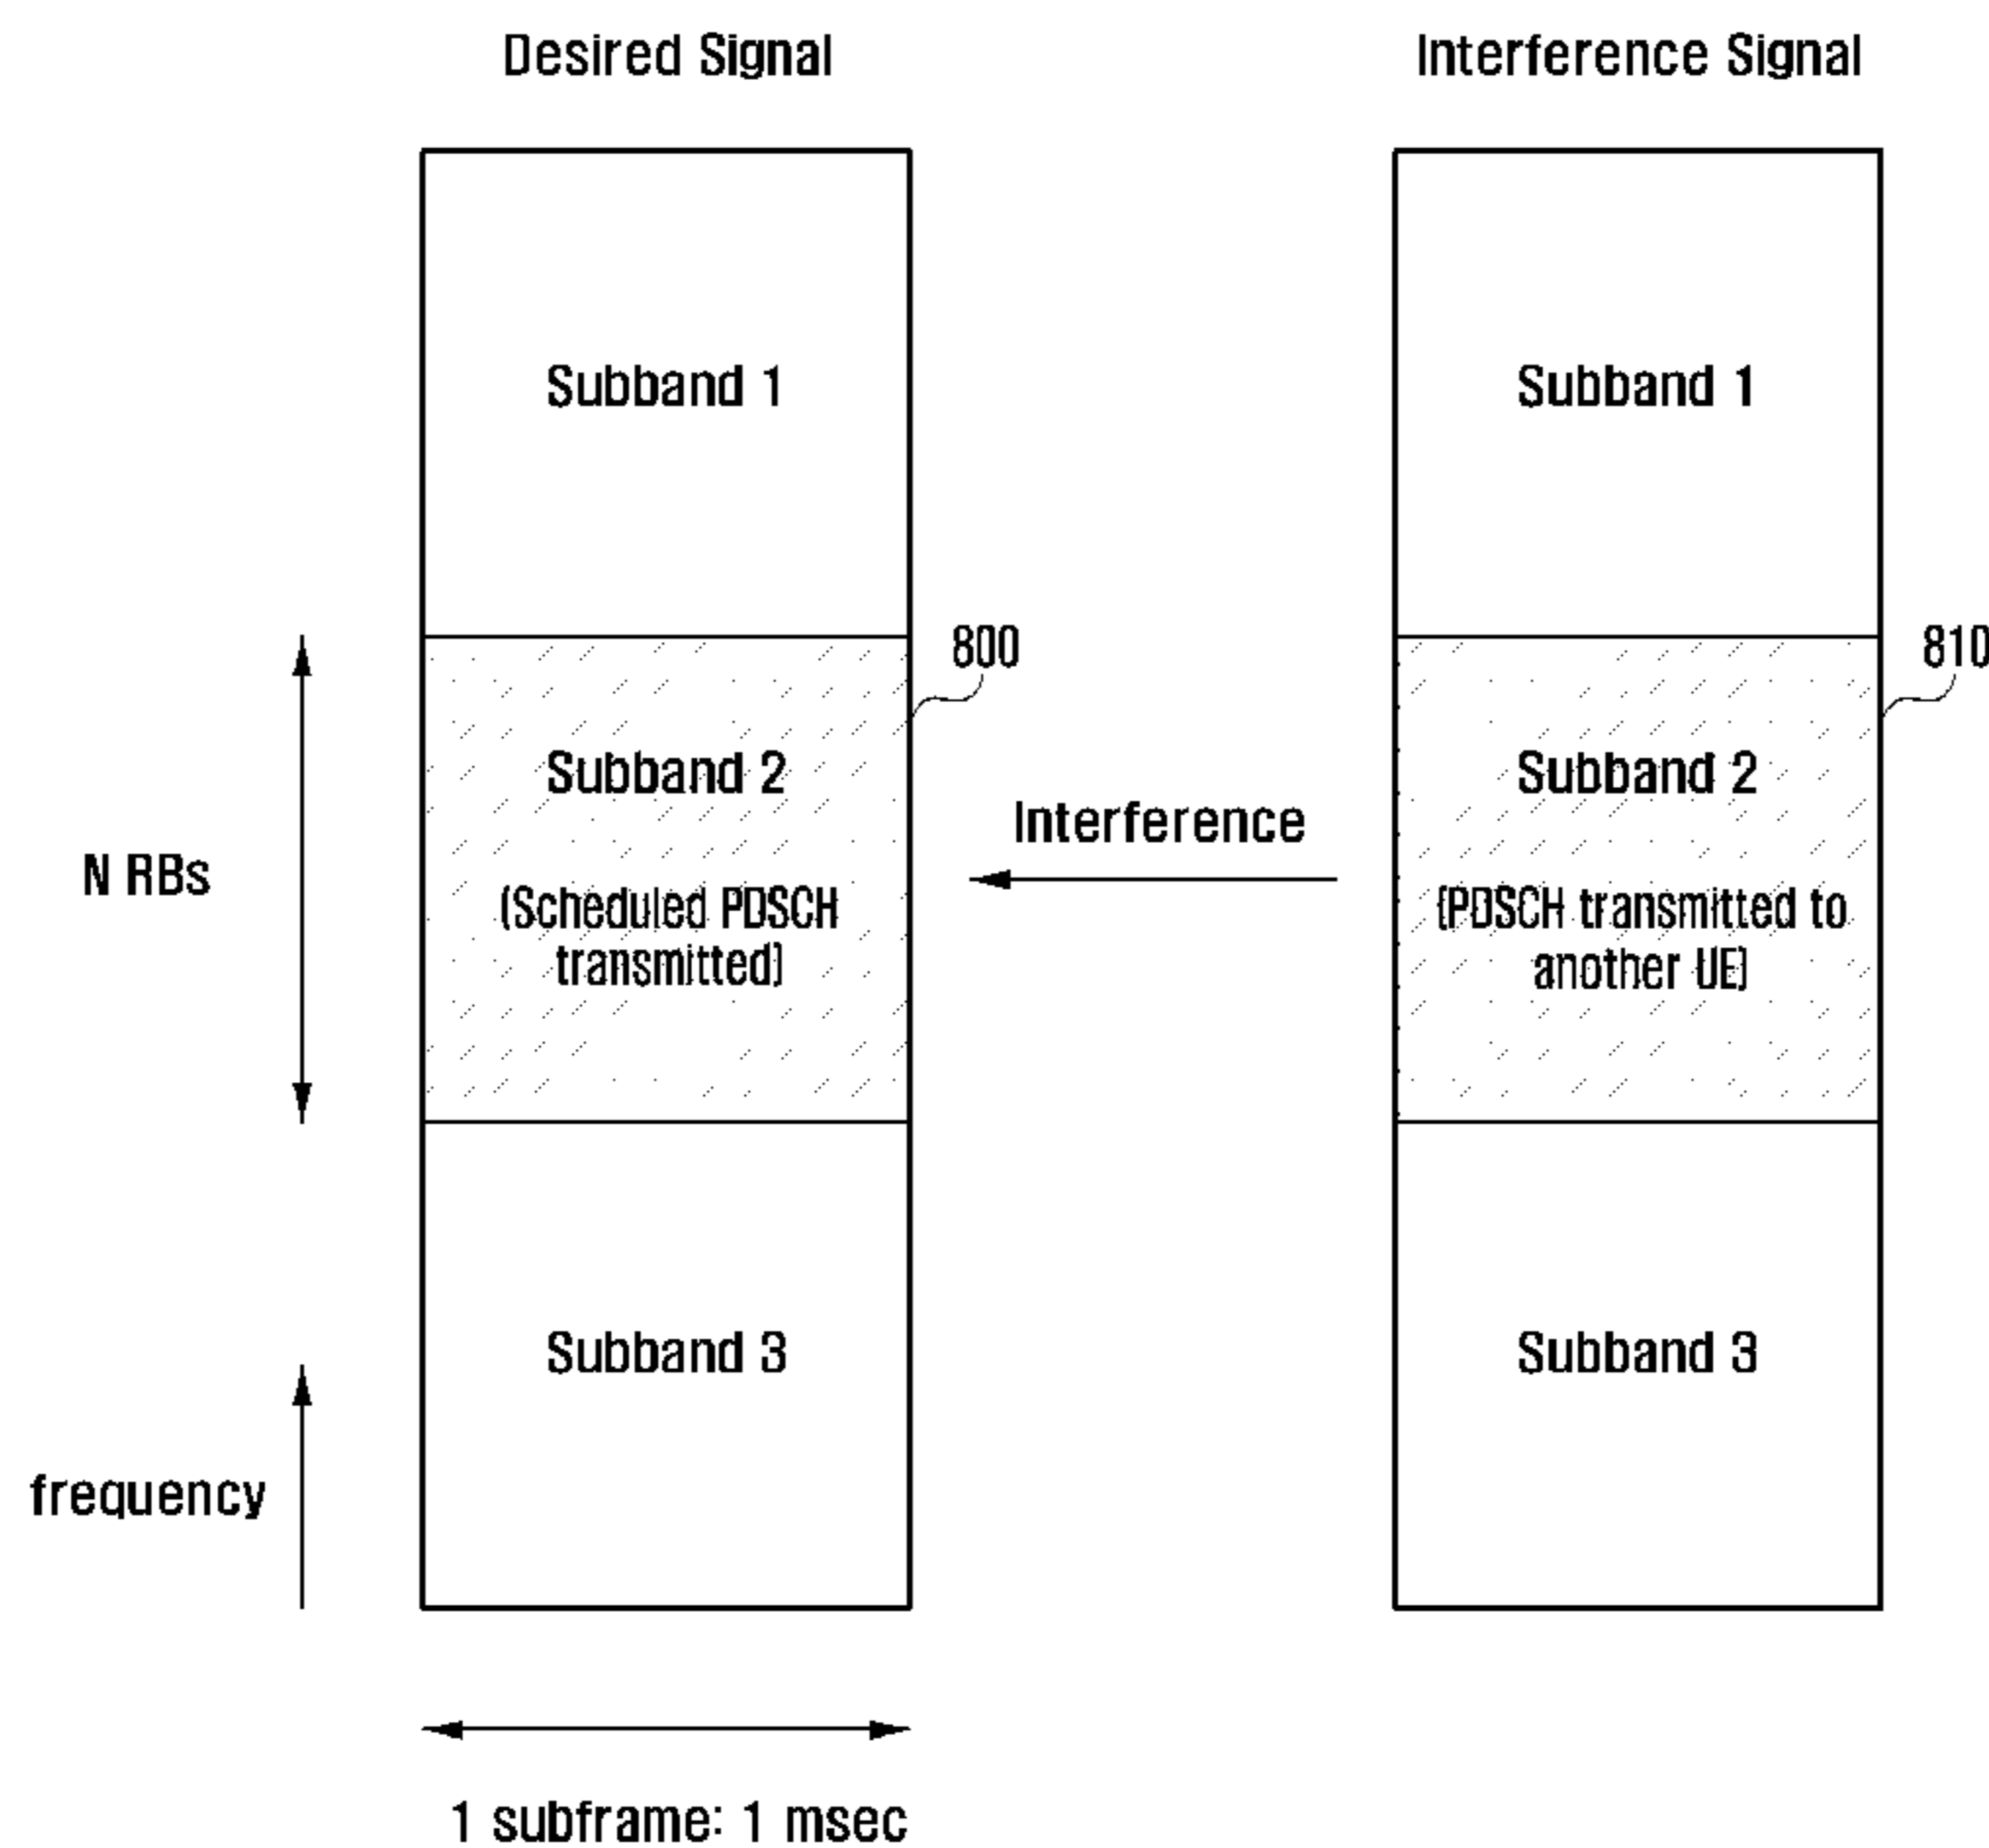 Desired Signal
Interference Signal
Subband 1
Subband 1
800
810
Subband 2
Subband 2
Interference
N RBs
(Scheduled PDSCH
transmitted)
(PDSCH transmitted to
another UE)
Subband 3
Subband 3
frequency
1 subframe: 1 msec